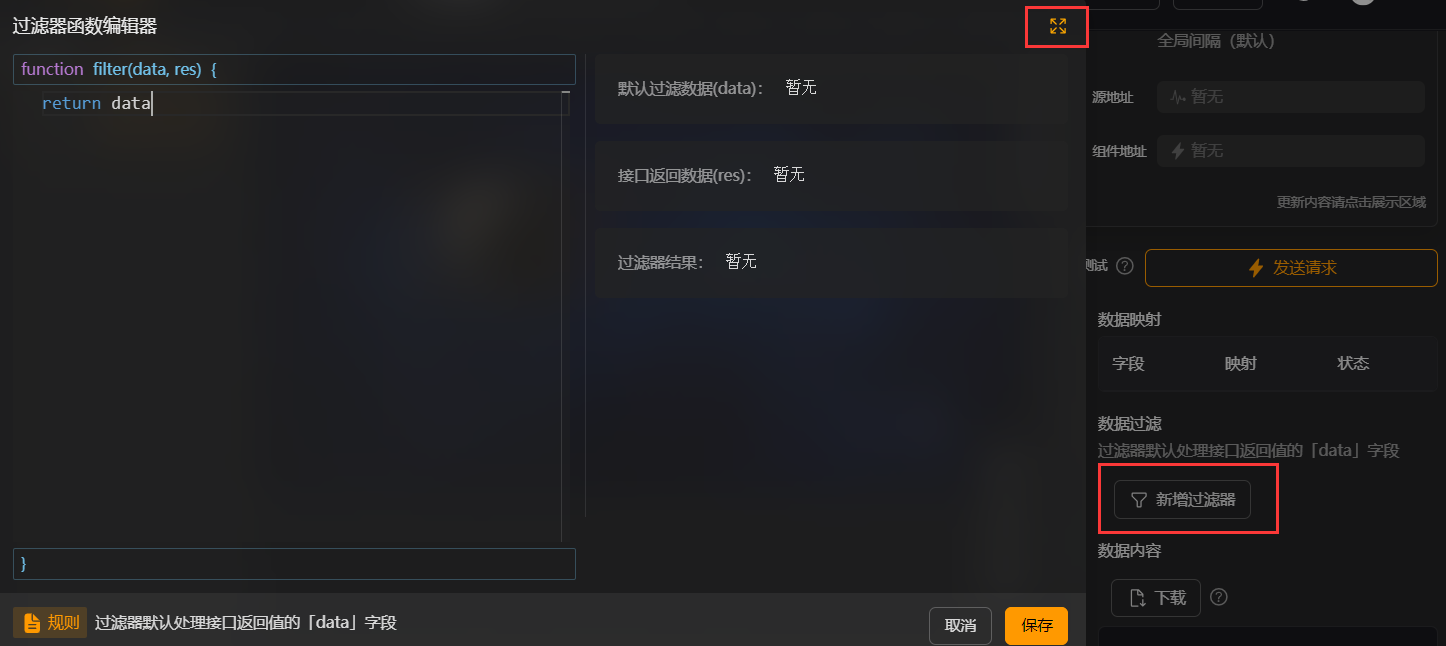 过滤器函数编辑器
function filter(data, res) {
return data
}
默认过滤数据(data)： 暂无
接口返回数据(res)： 暂无
过滤器结果： 暂无
规则 过滤器默认处理接口返回值的「data」字段
取消
保存
全局间隔（默认）
源地址 暂无
组件地址 暂无
更新内容请点击展示区域
测试
发送请求
数据映射
字段 映射 状态
数据过滤
过滤器默认处理接口返回值的「data」字段
新增过滤器
数据内容
下载